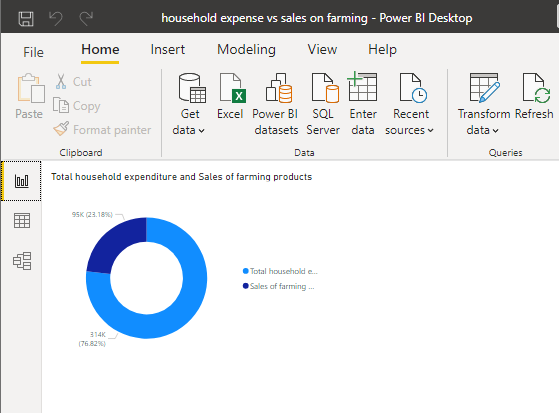 household expense vs sales on farming - Power BI Desktop
File Home Insert Modeling View Help
Paste
Cut
Copy
Format painter
Clipboard
Get data
Excel
Power BI datasets
SQL Server
Enter data
Recent sources
Data
Transform data
Refresh
Queries
Total household expenditure and Sales of farming products
95K (23.18%)
314K
(76.82%)
Total household e...
Sales of farming ...